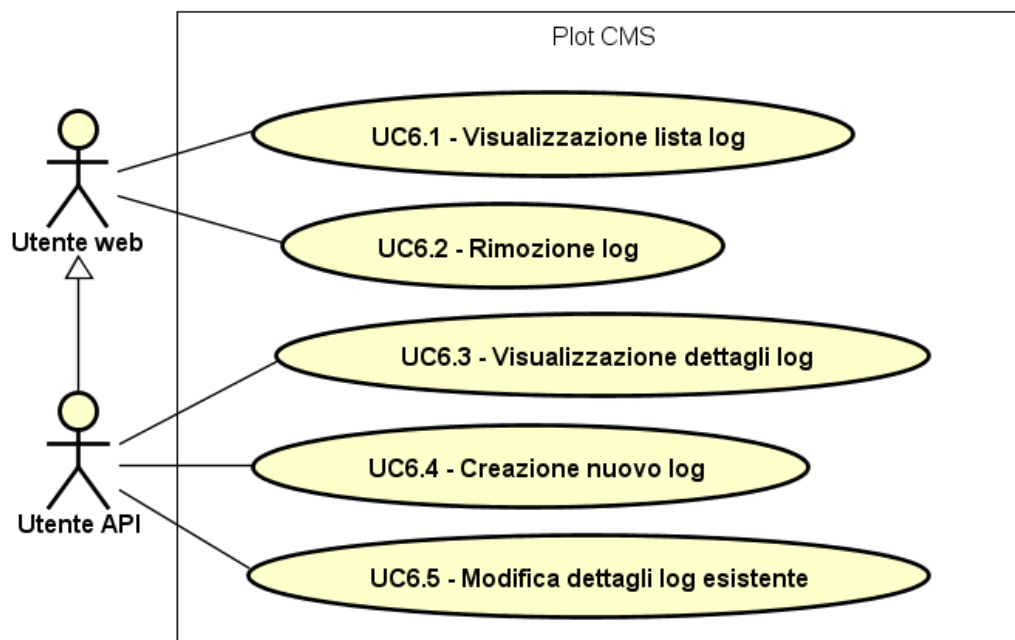 Plot CMS
UC6.1 - Visualizzazione lista log
Utente web
UC6.2 - Rimozione log
UC6.3 - Visualizzazione dettagli log
UC6.4 - Creazione nuovo log
Utente API
UC6.5 - Modifica dettagli log esistente